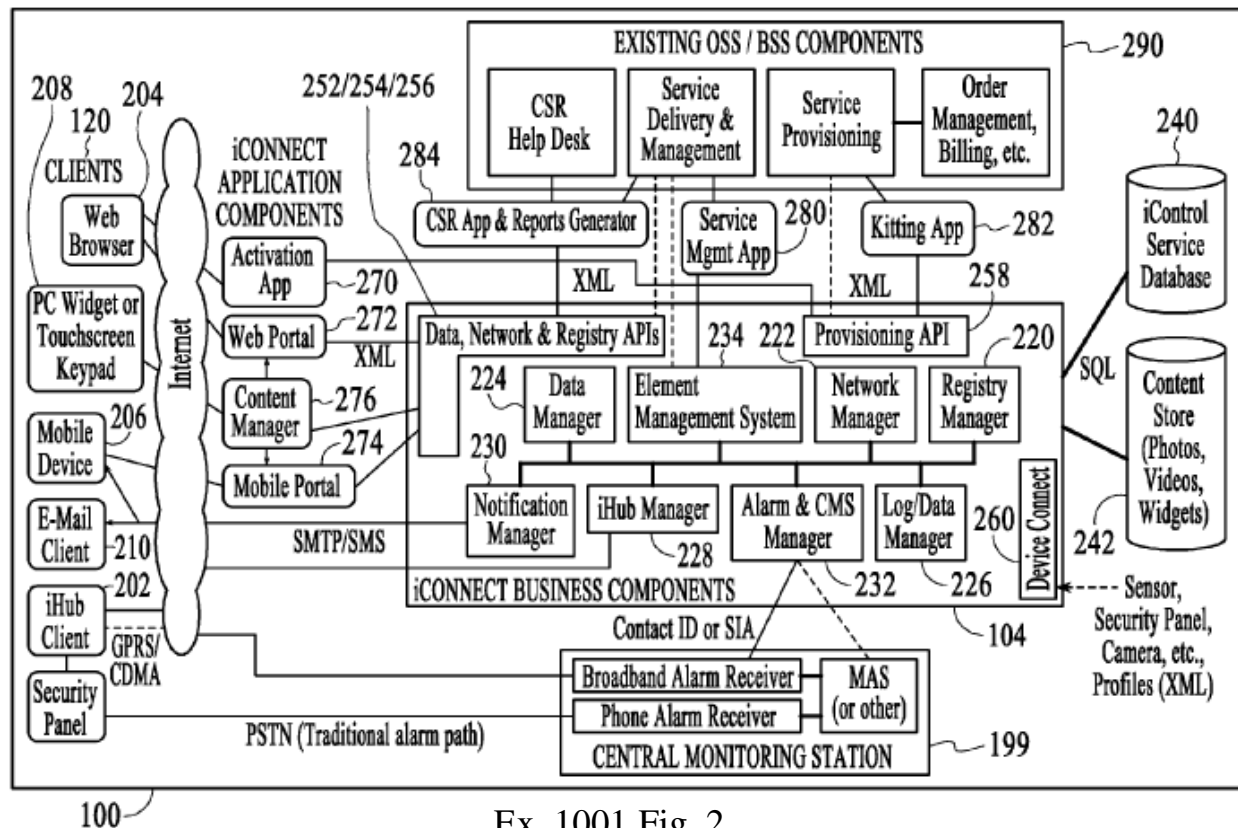 EXISTING OSS / BSS COMPONENTS
290
CSR
Help Desk
Service
Delivery &
Management
Service
Provisioning
Order
Management,
Billing, etc.
208
204
120
CLIENTS
252/254/256
iCONNECT
APPLICATION
COMPONENTS
284
CSR App & Reports Generator
Service
Mgmt App
280
Kitting App
282
240
iControl
Service
Database
Web
Browser
PC Widget or
Touchscreen
Keypad
Internet
Activation
App
270
Web Portal
272
XML
XML
XML
Content
Manager
276
Mobile Portal
274
Data, Network & Registry APIs
Provisioning API
258
234
222
220
224
Data
Manager
Element
Management System
Network
Manager
Registry
Manager
SQL
Content
Store
(Photos,
Videos,
Widgets)
242
206
Mobile
Device
E-Mail
Client
210
SMTP/SMS
230
Notification
Manager
iHub Manager
228
Alarm & CMS
Manager
232
Log/Data
Manager
226
260
Device Connect
iCONNECT BUSINESS COMPONENTS
104
Sensor,
Security Panel,
Camera, etc.,
Profiles (XML)
202
iHub
Client
GPRS/
CDMA
Security
Panel
Contact ID or SIA
Broadband Alarm Receiver
Phone Alarm Receiver
MAS
(or other)
CENTRAL MONITORING STATION
199
PSTN (Traditional alarm path)
100
Ex. 1001 Fig. 2